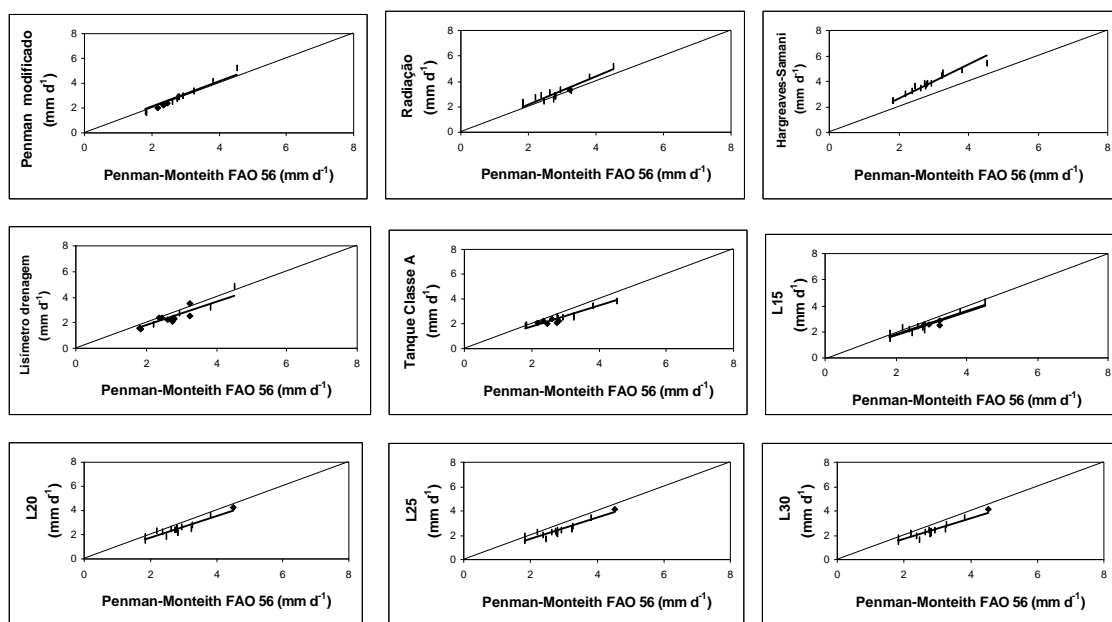 Penman modificado
(mm d-1)
8
6
4
2
0
0 2 4 6 8
Penman-Monteith FAO 56 (mm d-1)
Radiação
(mm d-1)
8
6
4
2
0
0 2 4 6 8
Penman-Monteith FAO 56 (mm d-1)
Hargreaves-Samani
(mm d-1)
8
6
4
2
0
0 2 4 6 8
Penman-Monteith FAO 56 (mm d-1)
Lisímetro drenagem
(mm d-1)
8
6
4
2
0
0 2 4 6 8
Penman-Monteith FAO 56 (mm d-1)
Tanque Classe A
(mm d-1)
8
6
4
2
0
0 2 4 6 8
Penman-Monteith FAO 56 (mm d-1)
L15
(mm d-1)
8
6
4
2
0
0 2 4 6 8
Penman-Monteith FAO 56 (mm d-1)
L20
(mm d-1)
8
6
4
2
0
0 2 4 6 8
Penman-Monteith FAO 56 (mm d-1)
L25
(mm d-1)
8
6
4
2
0
0 2 4 6 8
Penman-Monteith FAO 56 (mm d-1)
L30
(mm d-1)
8
6
4
2
0
0 2 4 6 8
Penman-Monteith FAO 56 (mm d-1)